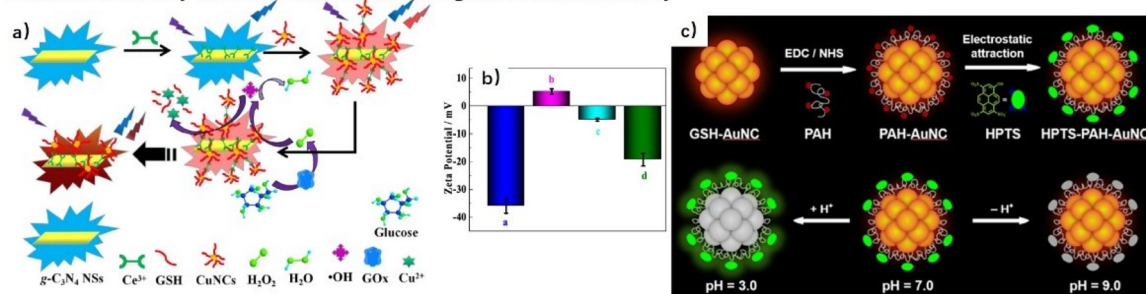 a)
g-C₃N₄ NSs
Ce³⁺
GSH
CuNCs
H₂O₂
H₂O
•OH
GOx
Cu²⁺
Glucose
b)
Zeta Potential / mV
10
0
-10
-20
-30
-40
a
b
c
d
c)
GSH-AuNC
EDC / NHS
PAH
PAH-AuNC
Electrostatic
attraction
HPTS
HPTS-PAH-AuNC
+ H⁺
– H⁺
pH = 3.0
pH = 7.0
pH = 9.0